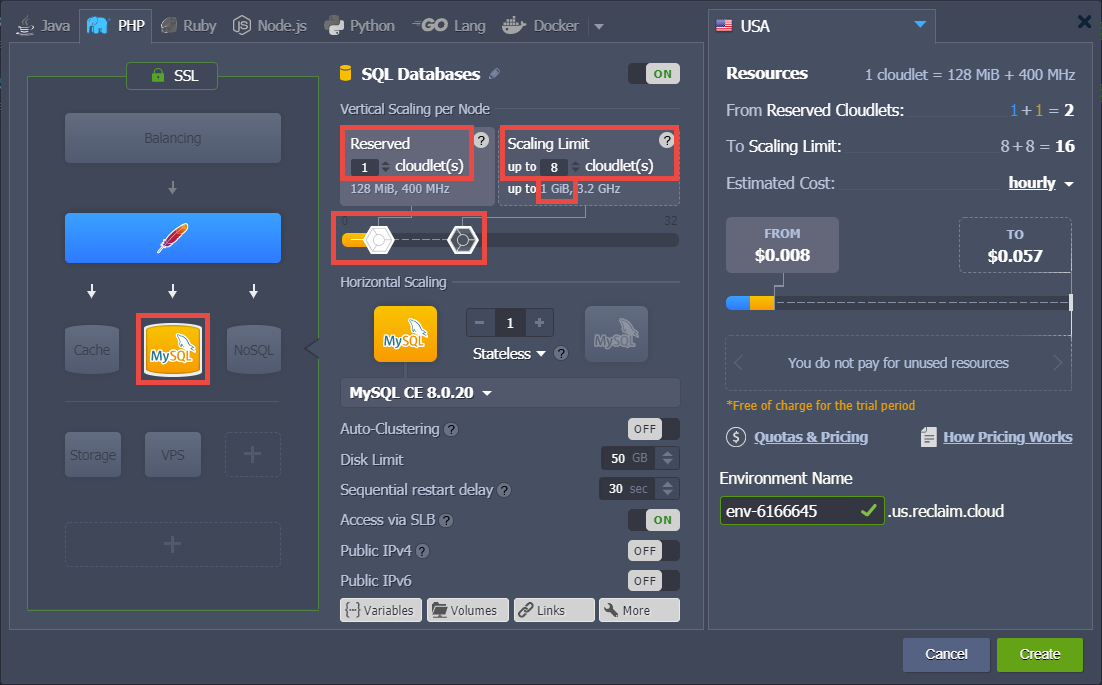 Java PHP Ruby Node.js Python GO Lang Docker
SSL
Balancing
Cache MySQL NoSQL
Storage VPS +
+
SQL Databases ON
Vertical Scaling per Node
Reserved ?
1 cloudlet(s)
128 MiB, 400 MHz
Scaling Limit ?
up to 8 cloudlet(s)
up to 1 GiB, 3.2 GHz
0 32
Horizontal Scaling
MySQL − 1 + MySQL
Stateless ?
MySQL CE 8.0.20
Auto-Clustering ? OFF
Disk Limit 50 GB
Sequential restart delay ? 30 sec
Access via SLB ? ON
Public IPv4 ? OFF
Public IPv6 OFF
Variables Volumes Links More
USA
Resources 1 cloudlet = 128 MiB + 400 MHz
From Reserved Cloudlets: 1+1 = 2
To Scaling Limit: 8+8 = 16
Estimated Cost: hourly
FROM
$0.008
TO
$0.057
You do not pay for unused resources
*Free of charge for the trial period
$ Quotas & Pricing How Pricing Works
Environment Name
env-6166645 .us.reclaim.cloud
Cancel Create